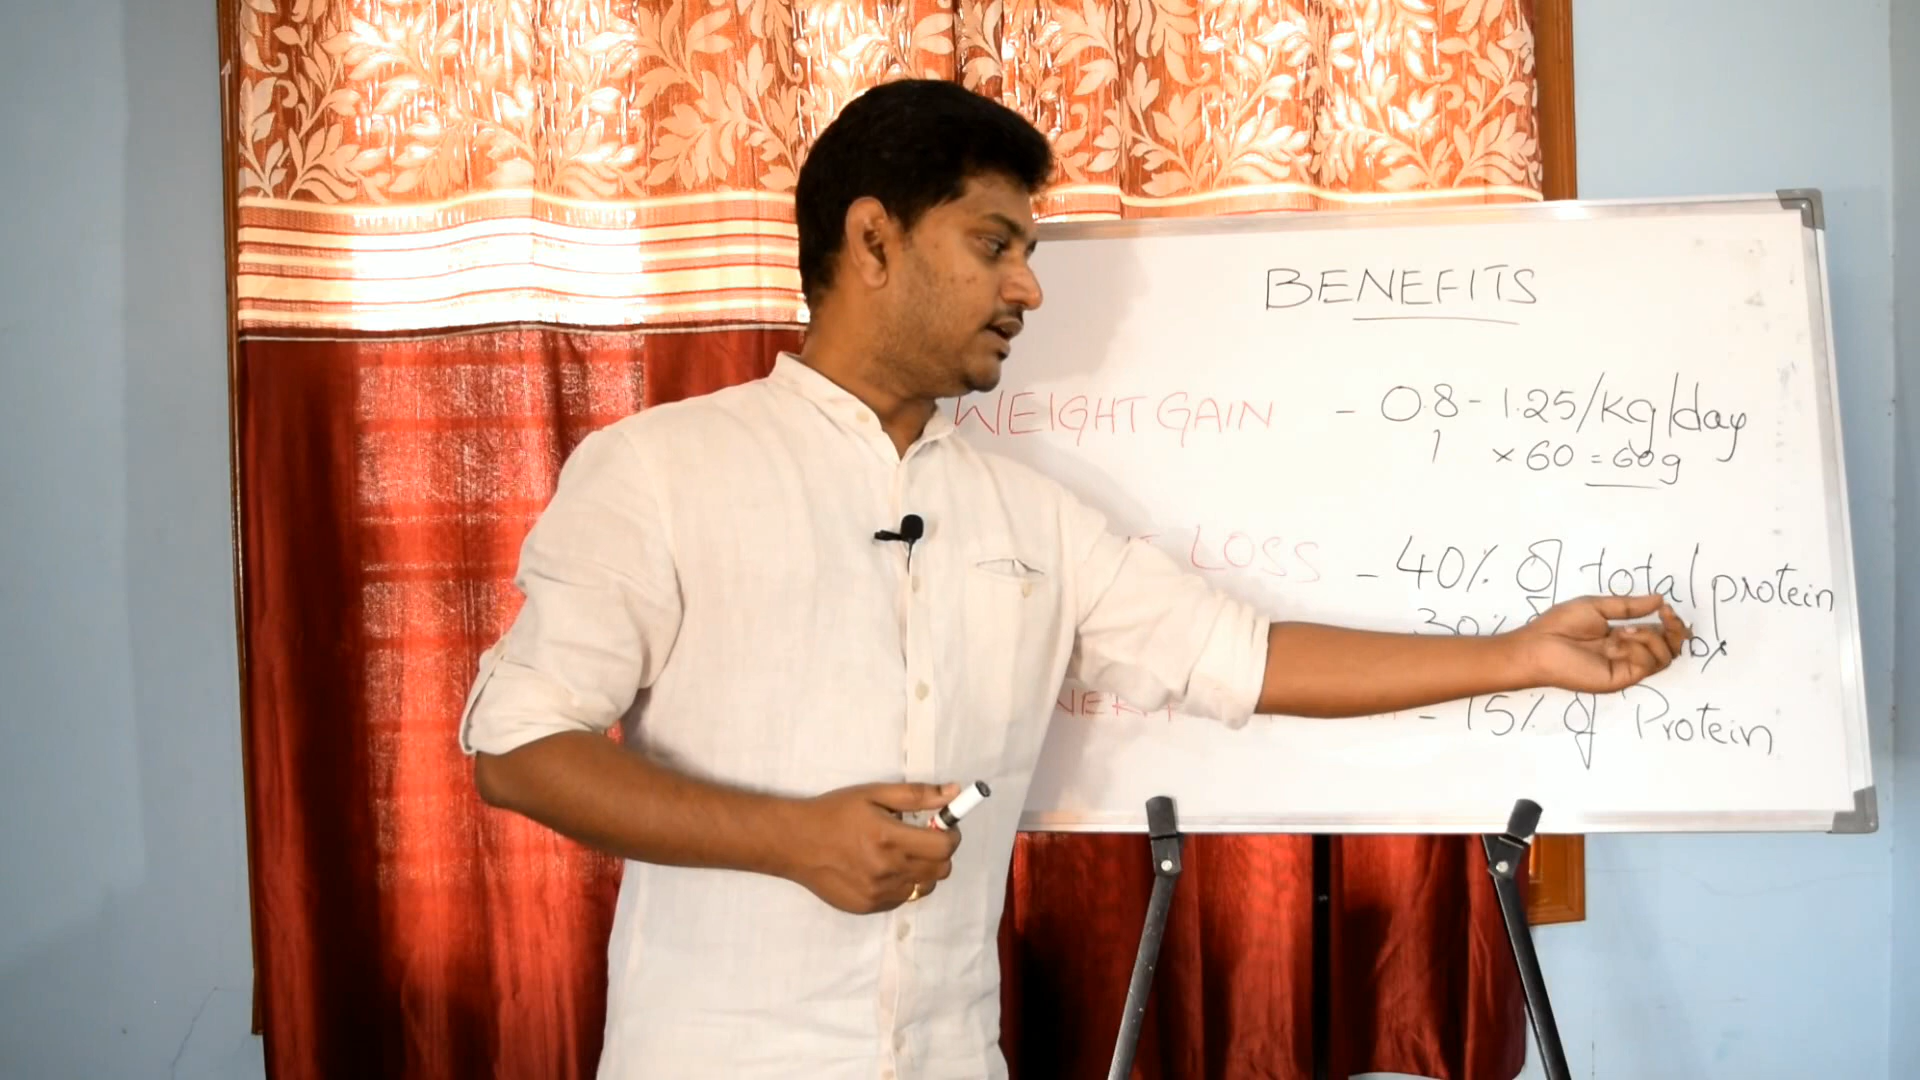 BENEFITS
WEIGHT GAIN - 0.8 - 1.25/kg/day
1 × 60 = 60g
LOSS - 40% of total protein
30%
- 15% of Protein